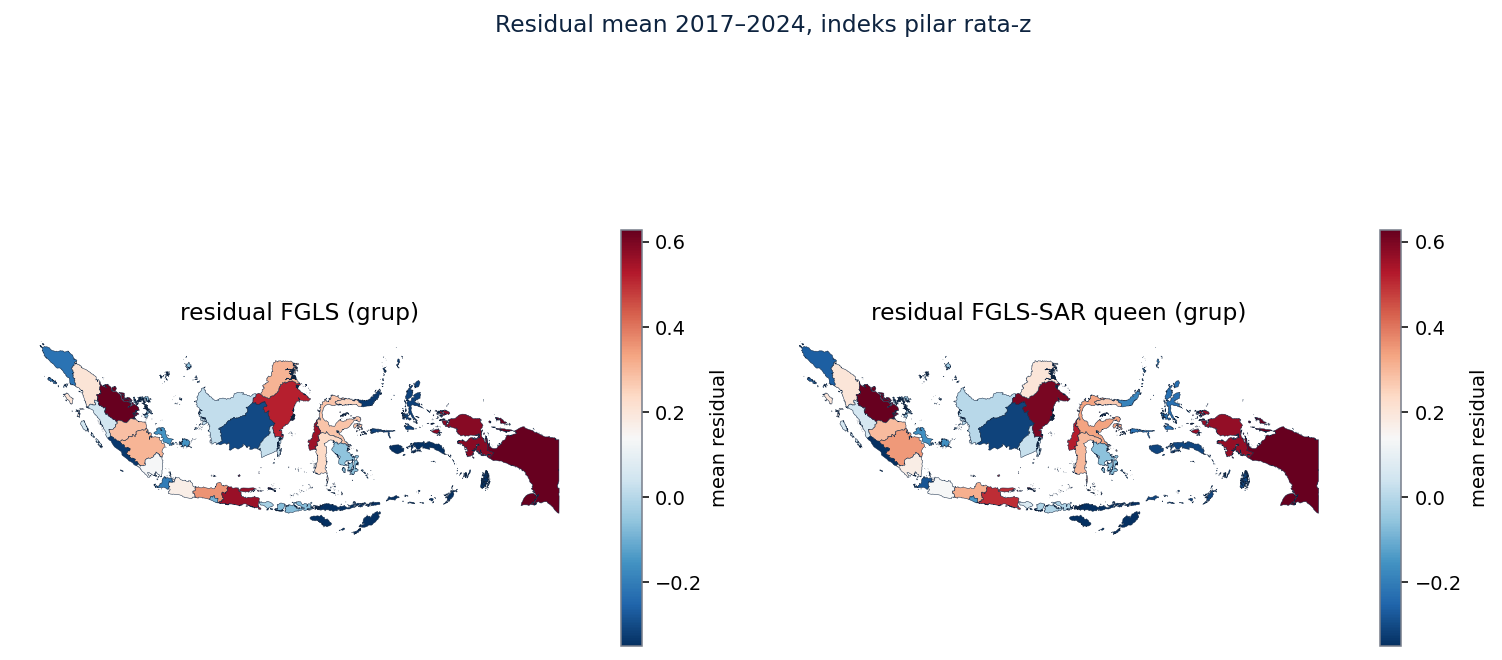 Residual mean 2017–2024, indeks pilar rata-z
residual FGLS (grup)
0.6
0.4
0.2
0.0
−0.2
mean residual
residual FGLS-SAR queen (grup)
0.6
0.4
0.2
0.0
−0.2
mean residual